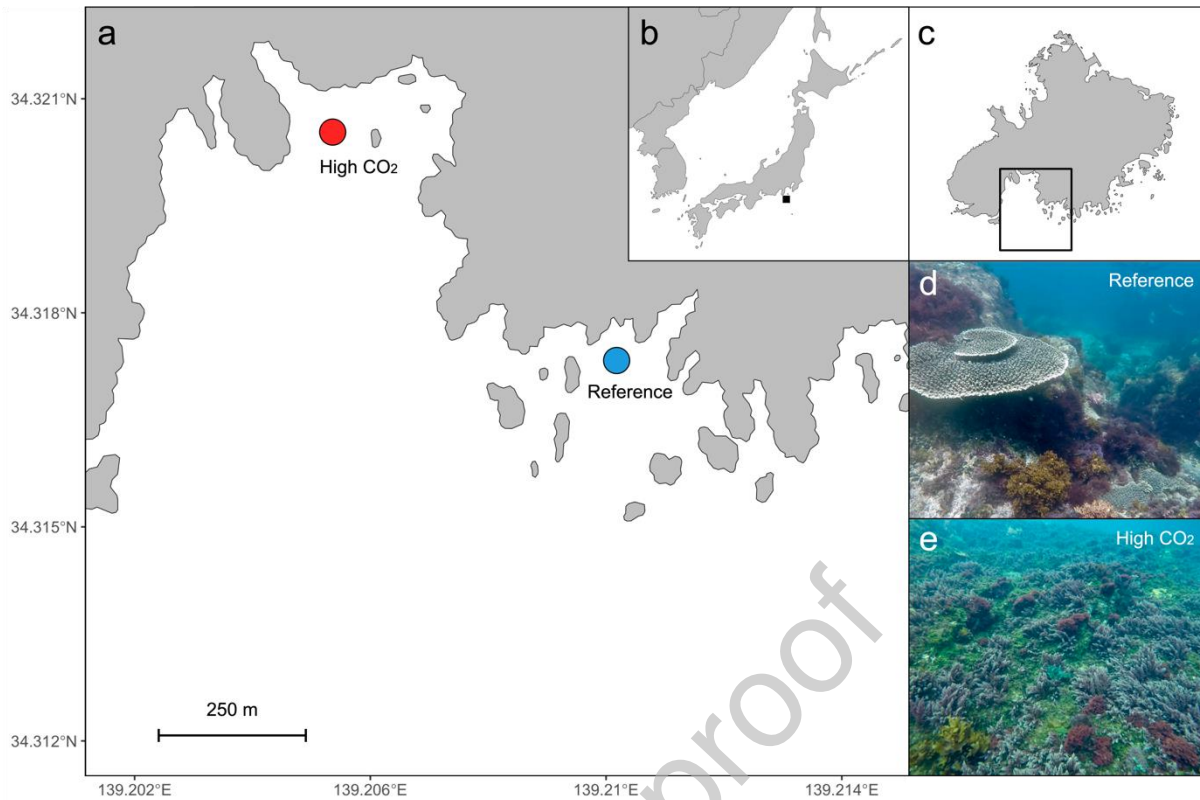 a
b
c
34.321°N
High CO₂
34.318°N
Reference
34.315°N
250 m
34.312°N
139.202°E
139.206°E
139.21°E
139.214°E
d
Reference
e
High CO₂
proof